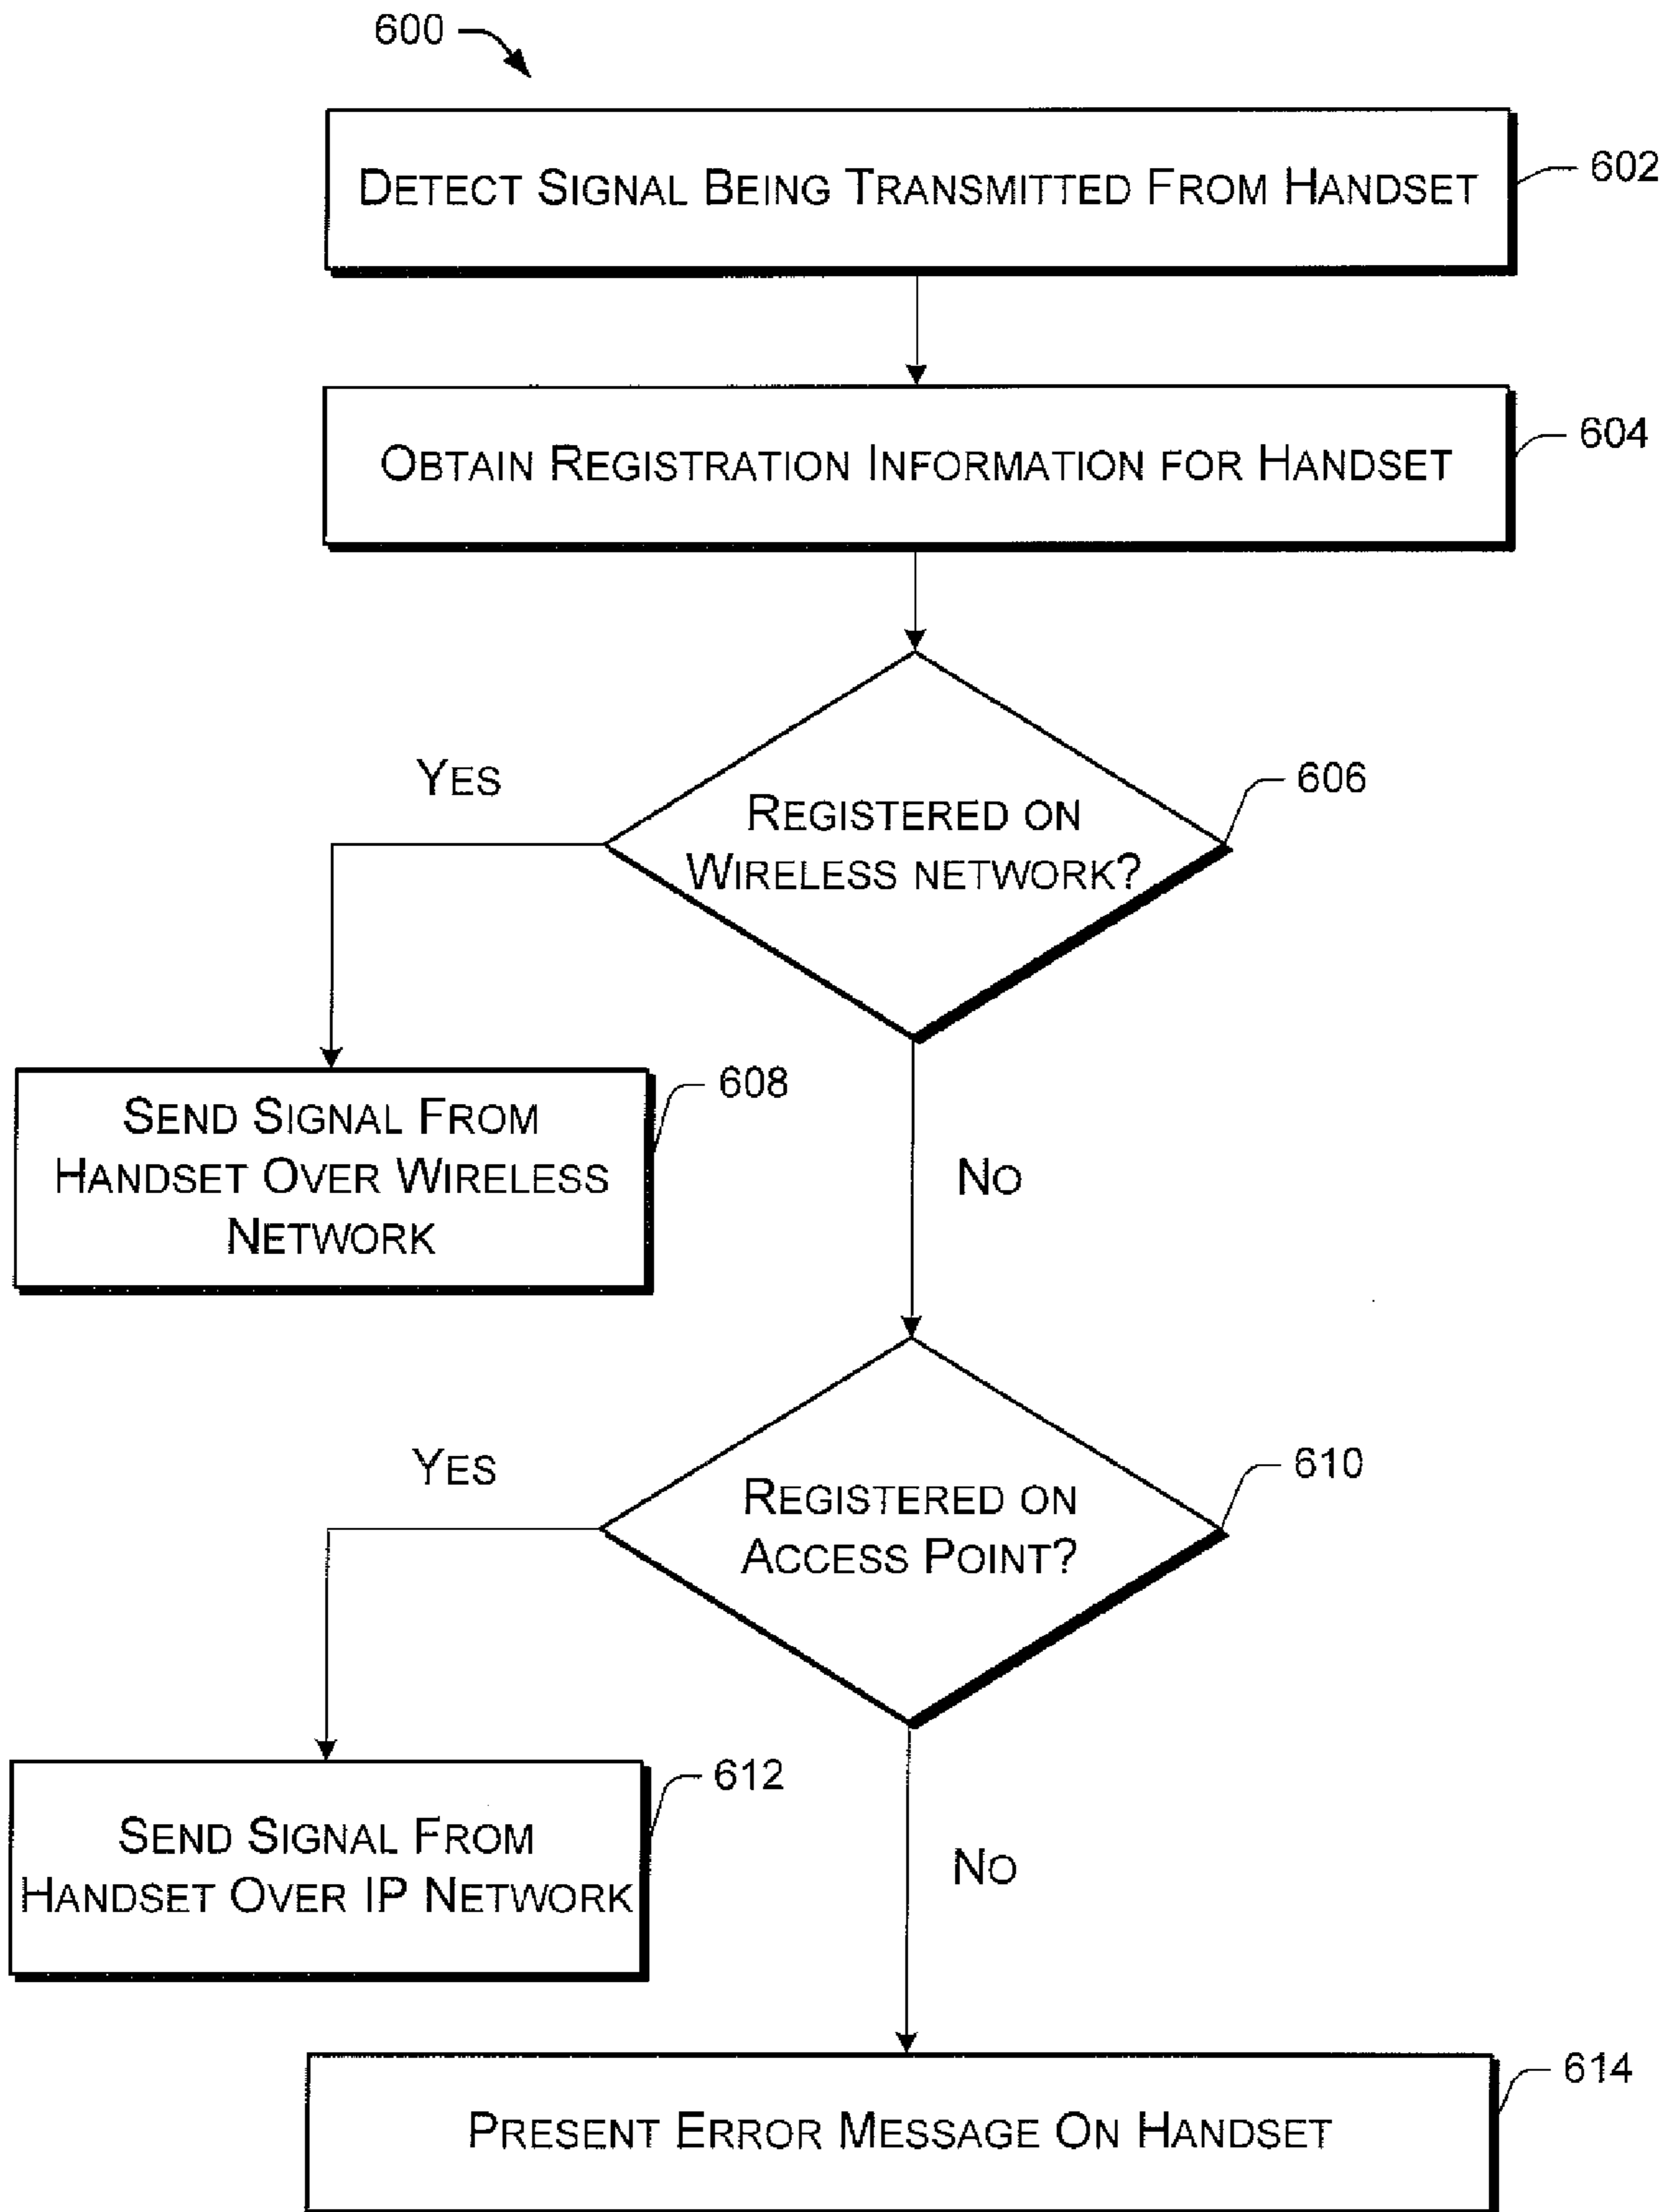 600
DETECT SIGNAL BEING TRANSMITTED FROM HANDSET
602
OBTAIN REGISTRATION INFORMATION FOR HANDSET
604
YES
REGISTERED ON
WIRELESS NETWORK?
606
SEND SIGNAL FROM
HANDSET OVER WIRELESS
NETWORK
608
NO
YES
REGISTERED ON
ACCESS POINT?
610
SEND SIGNAL FROM
HANDSET OVER IP NETWORK
612
NO
PRESENT ERROR MESSAGE ON HANDSET
614